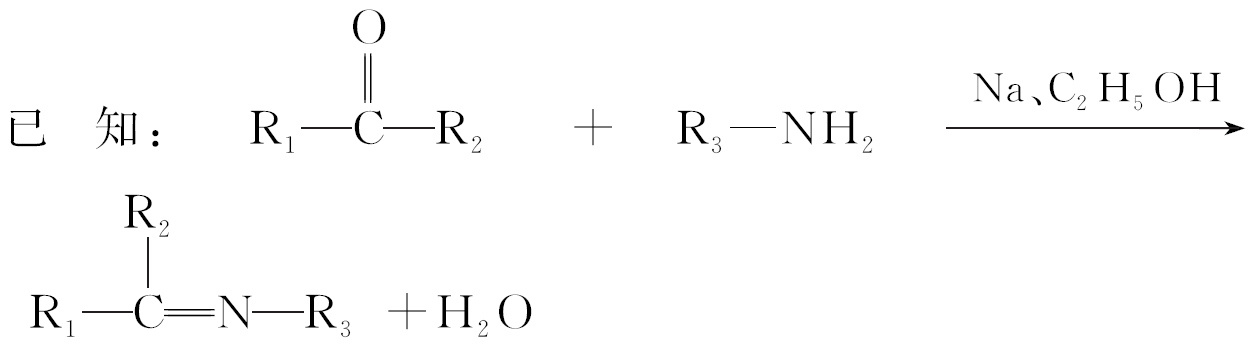 O
已 知： R₁—C—R₂ + R₃—NH₂ Na、C₂H₅OH
R₂
R₁—C=N—R₃ +H₂O